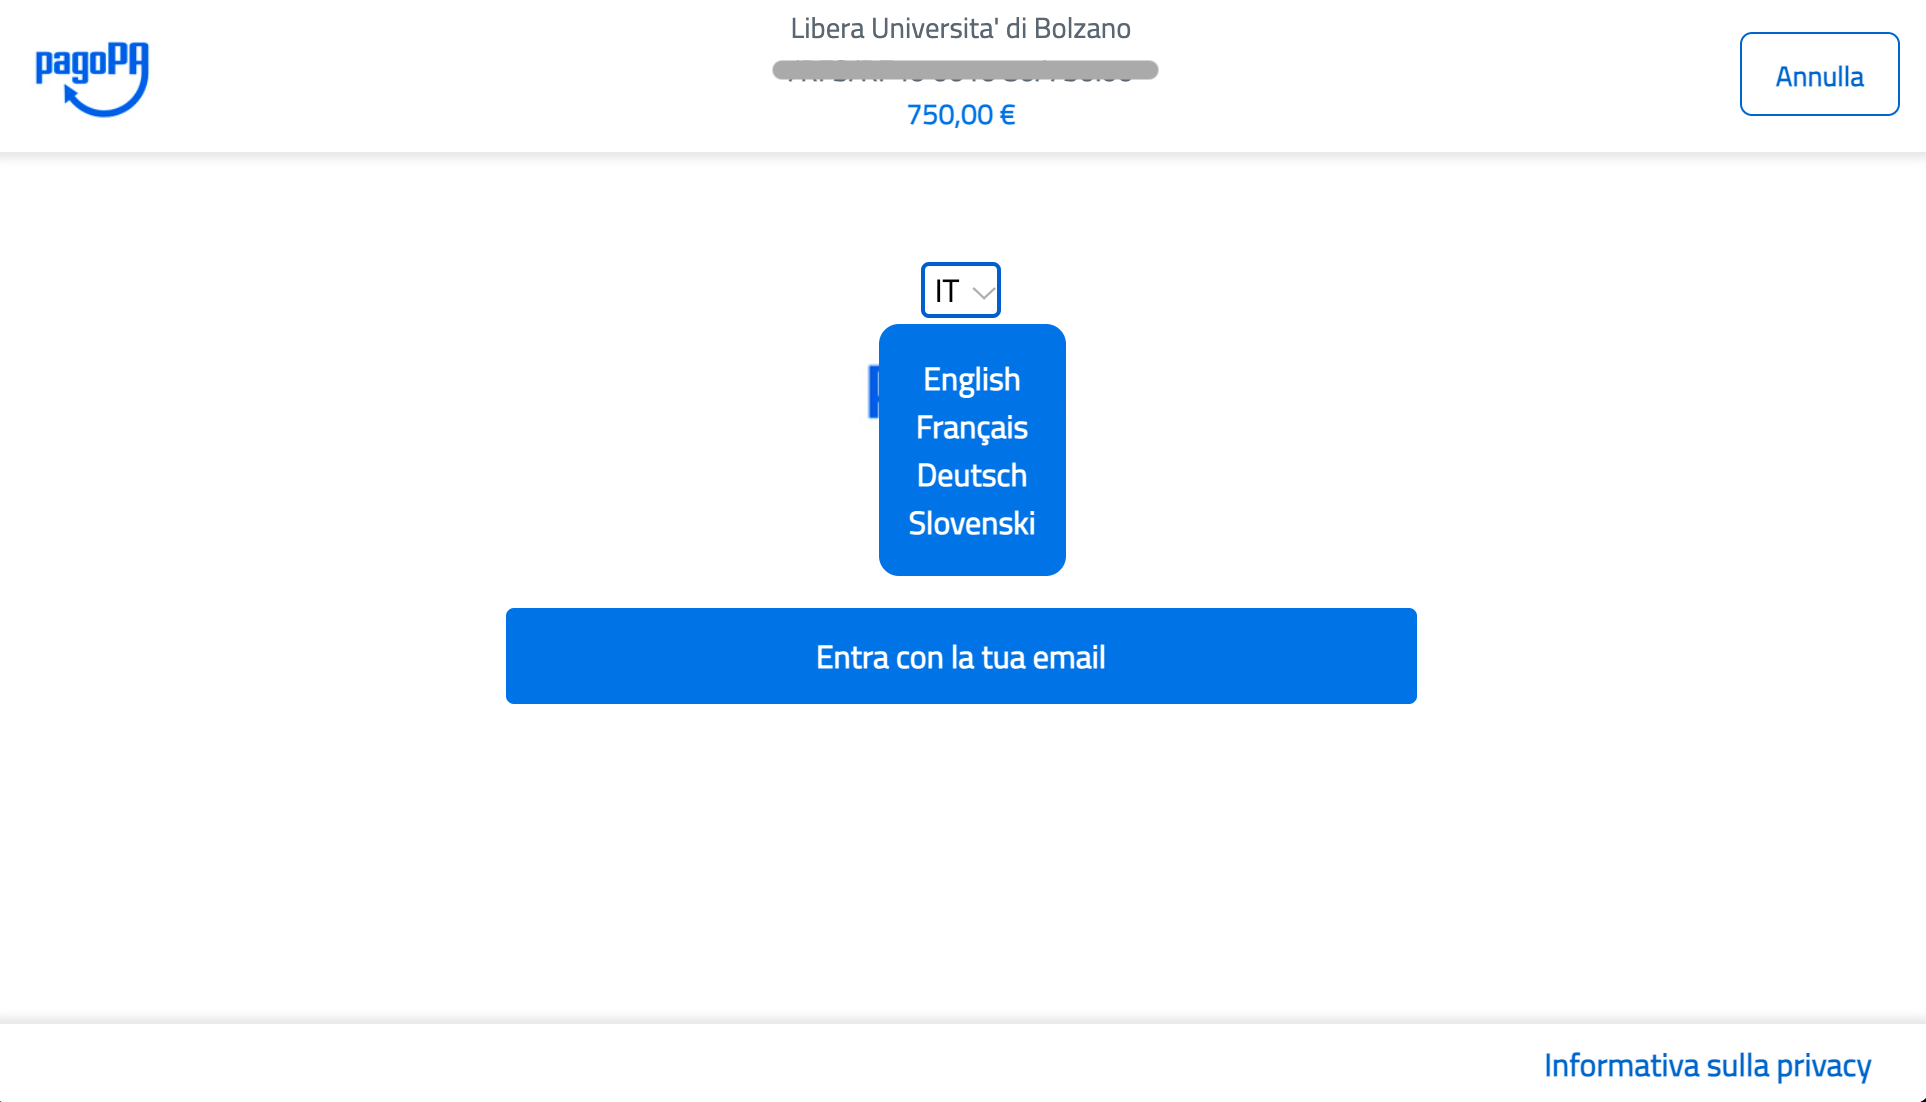 Libera Universita' di Bolzano
pagoPA
750,00 €
Annulla
IT
English
Français
Deutsch
Slovenski
Entra con la tua email
Informativa sulla privacy